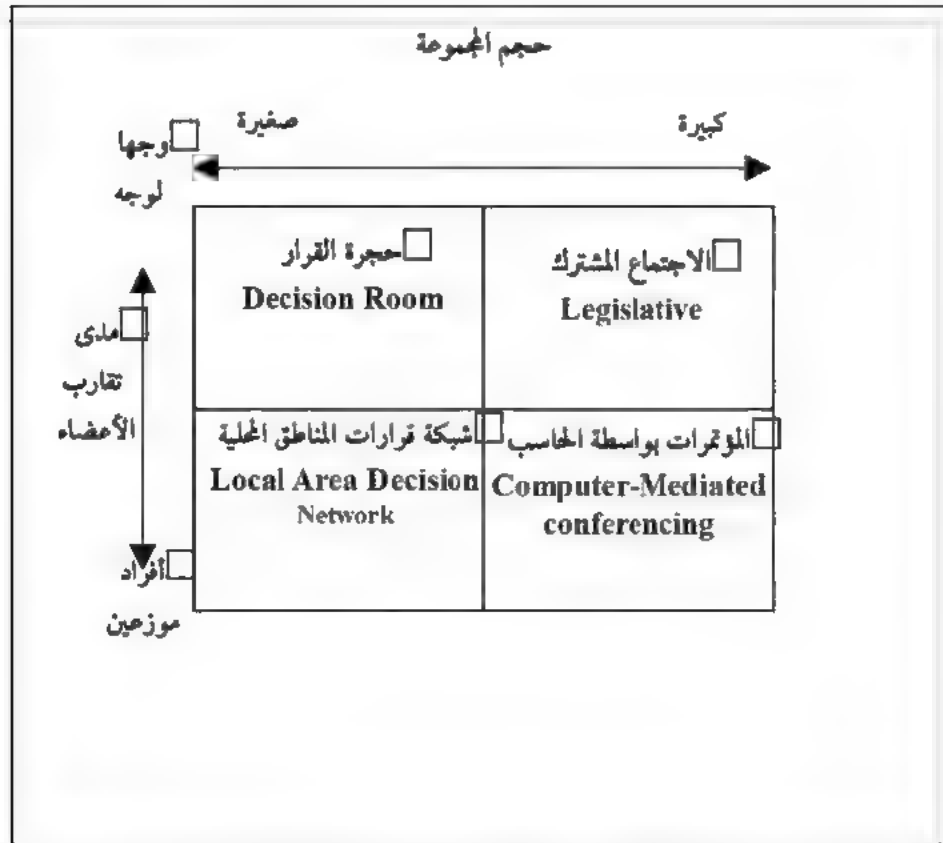 حجم المجموعة
صغيرة
كبيرة
وجها
لوجه
حجرة القرار
Decision Room
الاجتماع المشترك
Legislative
مدى
تقارب
الأعضاء
شبكة قرارات المناطق المحلية
Local Area Decision
Network
المؤتمرات بواسطة الحاسب
Computer-Mediated
conferencing
أفراد
موزعين